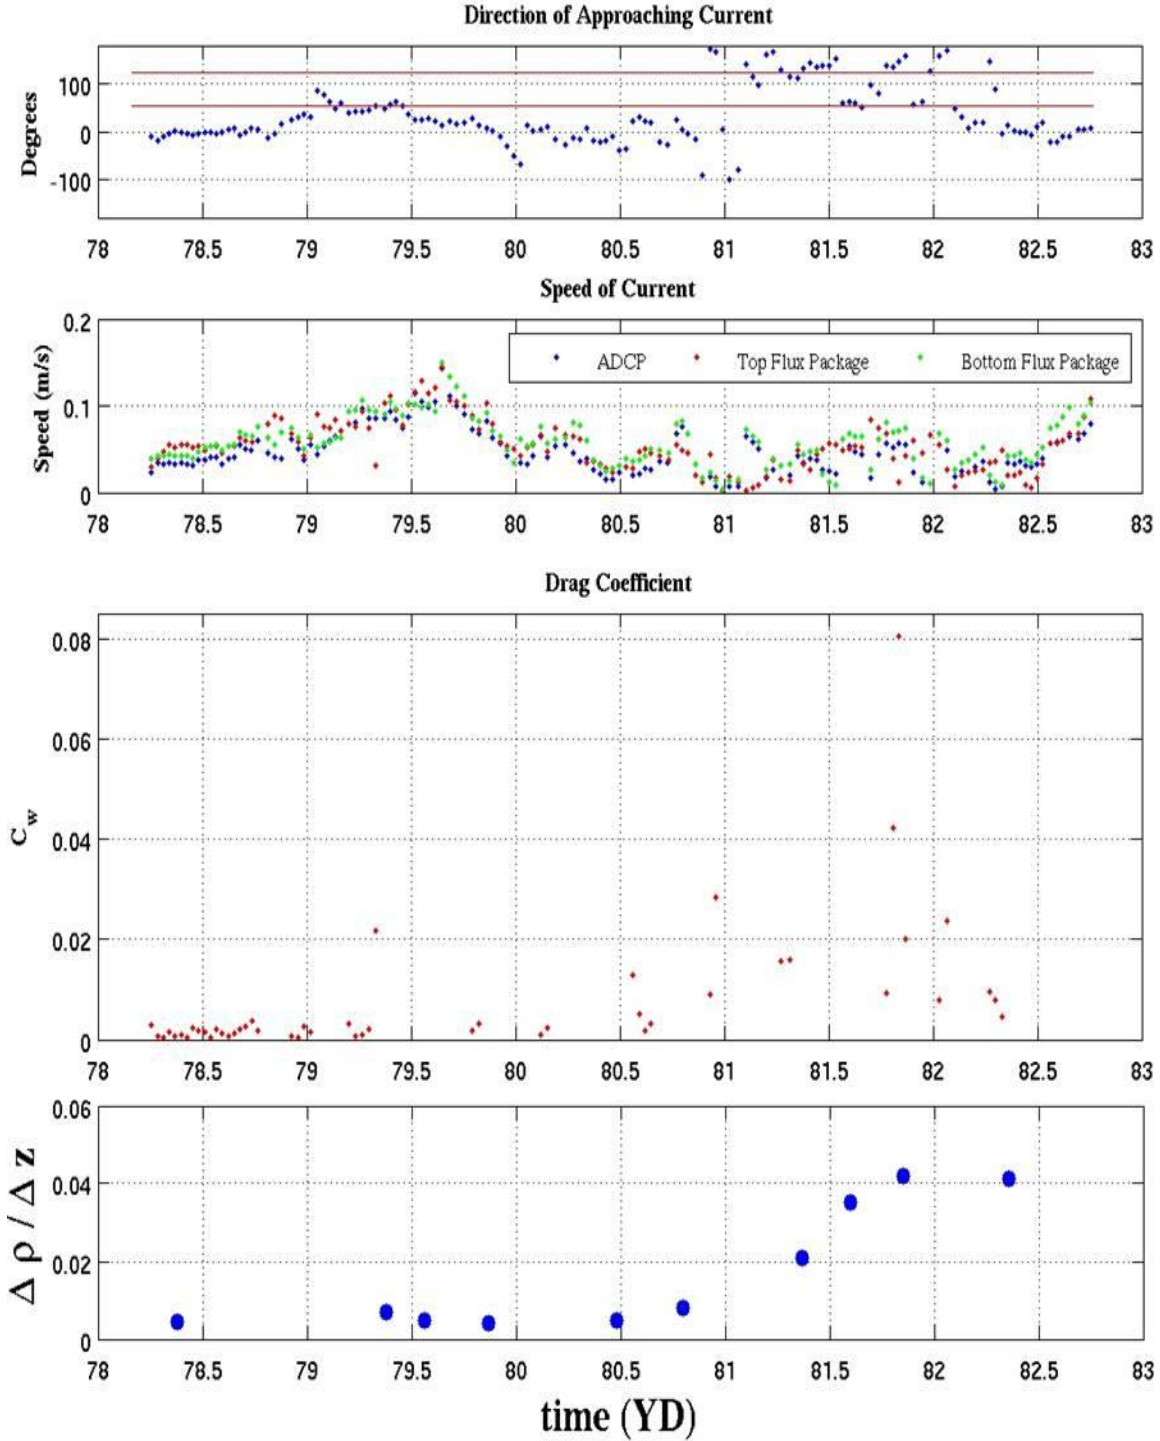 Direction of Approaching Current
Degrees
100
0
-100
78 78.5 79 79.5 80 80.5 81 81.5 82 82.5 83
Speed of Current
Speed (m/s)
0.2
0.1
0
ADCP Top Flux Package Bottom Flux Package
78 78.5 79 79.5 80 80.5 81 81.5 82 82.5 83
Drag Coefficient
C_w
0.08
0.06
0.04
0.02
0
78 78.5 79 79.5 80 80.5 81 81.5 82 82.5 83
Δ ρ / Δ z
0.06
0.04
0.02
0
78 78.5 79 79.5 80 80.5 81 81.5 82 82.5 83
time (YD)